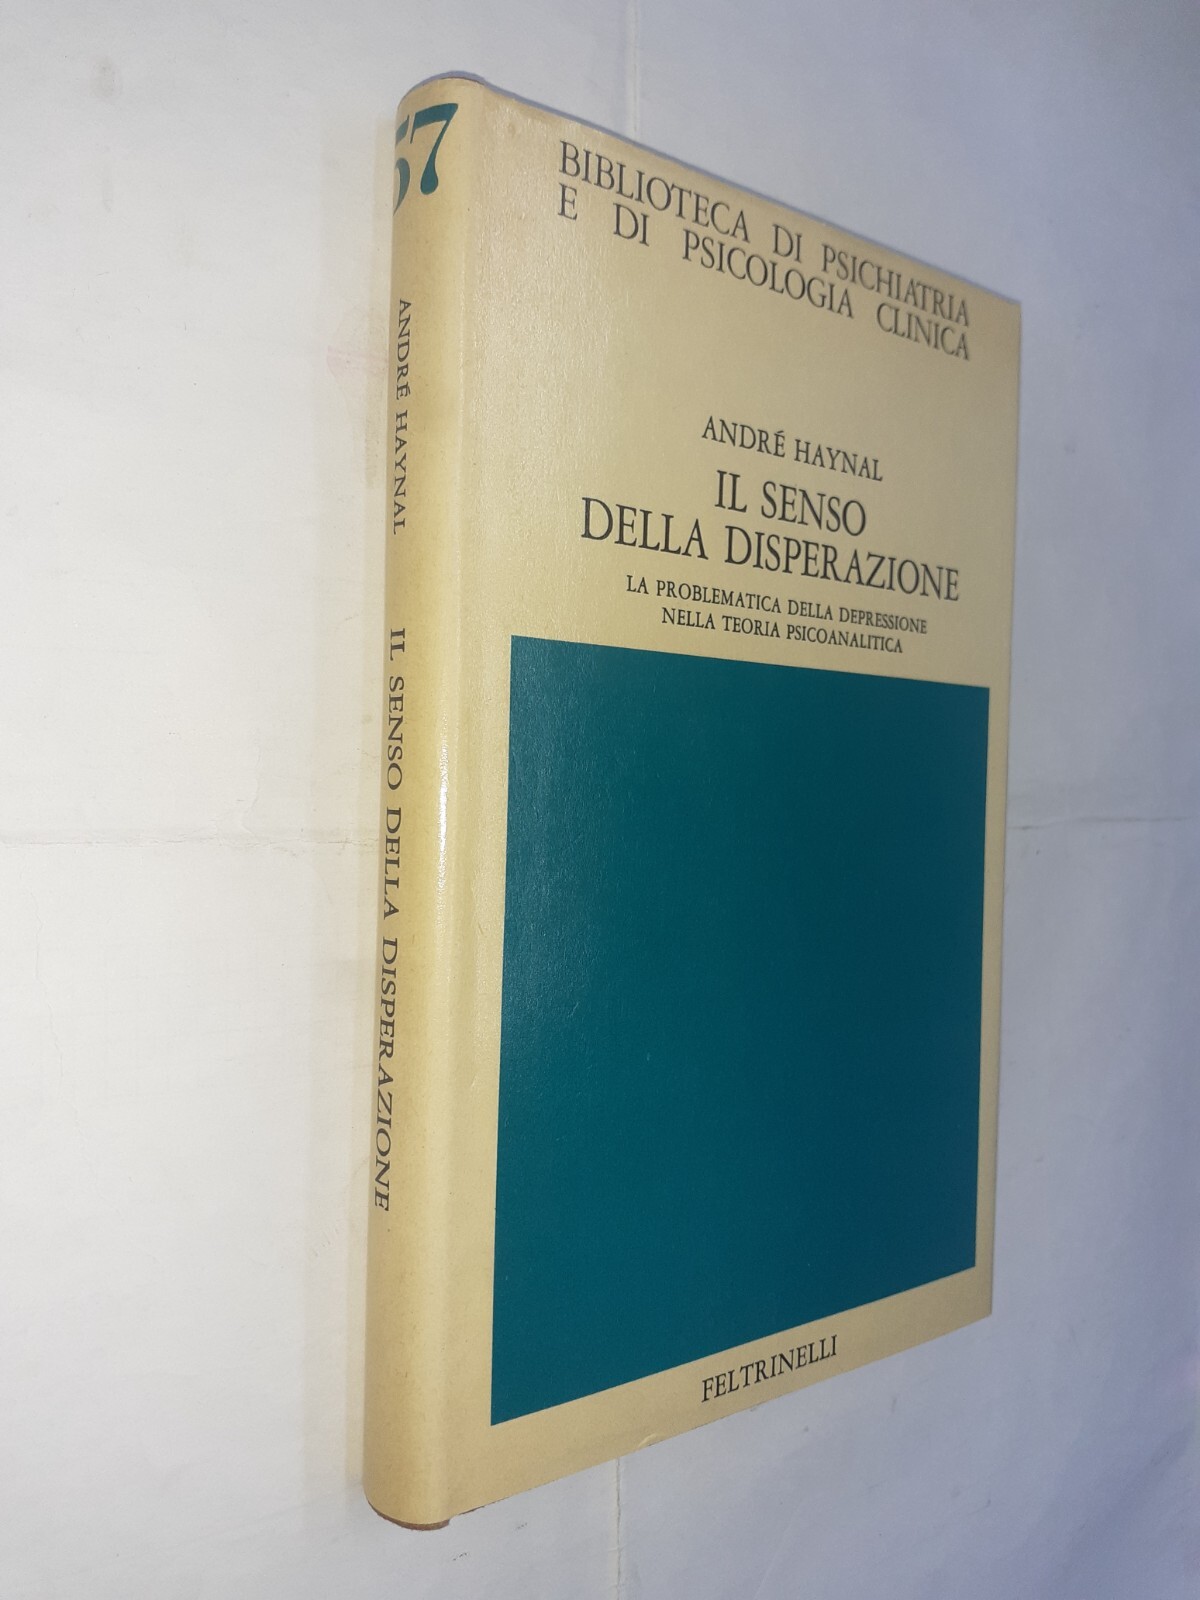 57
ANDRÉ HAYNAL IL SENSO DELLA DISPERAZIONE
BIBLIOTECA DI PSICHIATRIA
E DI PSICOLOGIA CLINICA
ANDRÉ HAYNAL
IL SENSO
DELLA DISPERAZIONE
LA PROBLEMATICA DELLA DEPRESSIONE
NELLA TEORIA PSICOANALITICA
FELTRINELLI